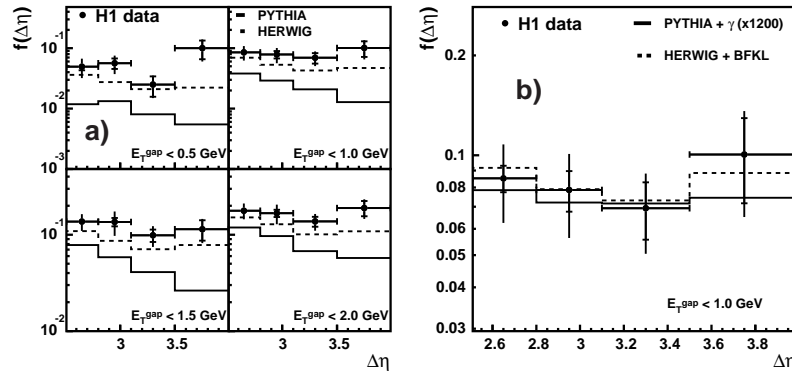 f(Δη)
H1 data
PYTHIA
HERWIG
10⁻¹
10⁻²
10⁻³
a)
E_T^gap < 0.5 GeV
E_T^gap < 1.0 GeV
10⁻¹
10⁻²
E_T^gap < 1.5 GeV
E_T^gap < 2.0 GeV
3 3.5 3 3.5
Δη
f(Δη)
H1 data
PYTHIA + γ (x1200)
HERWIG + BFKL
b)
0.2
0.1
0.08
0.07
0.06
0.05
0.04
0.03
E_T^gap < 1.0 GeV
2.6 2.8 3 3.2 3.4 3.6 3.8
Δη